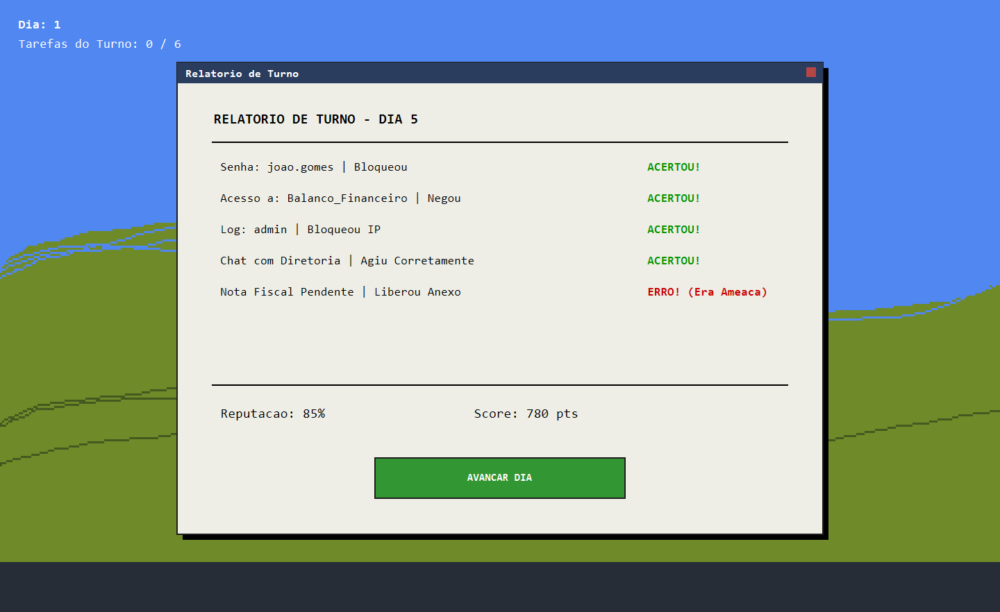 Dia: 1
Tarefas do Turno: 0 / 6
Relatorio de Turno
RELATORIO DE TURNO - DIA 5
Senha: joao.gomes | Bloqueou ACERTOU!
Acesso a: Balanco_Financeiro | Negou ACERTOU!
Log: admin | Bloqueou IP ACERTOU!
Chat com Diretoria | Agiu Corretamente ACERTOU!
Nota Fiscal Pendente | Liberou Anexo ERRO! (Era Ameaca)
Reputacao: 85% Score: 780 pts
AVANCAR DIA